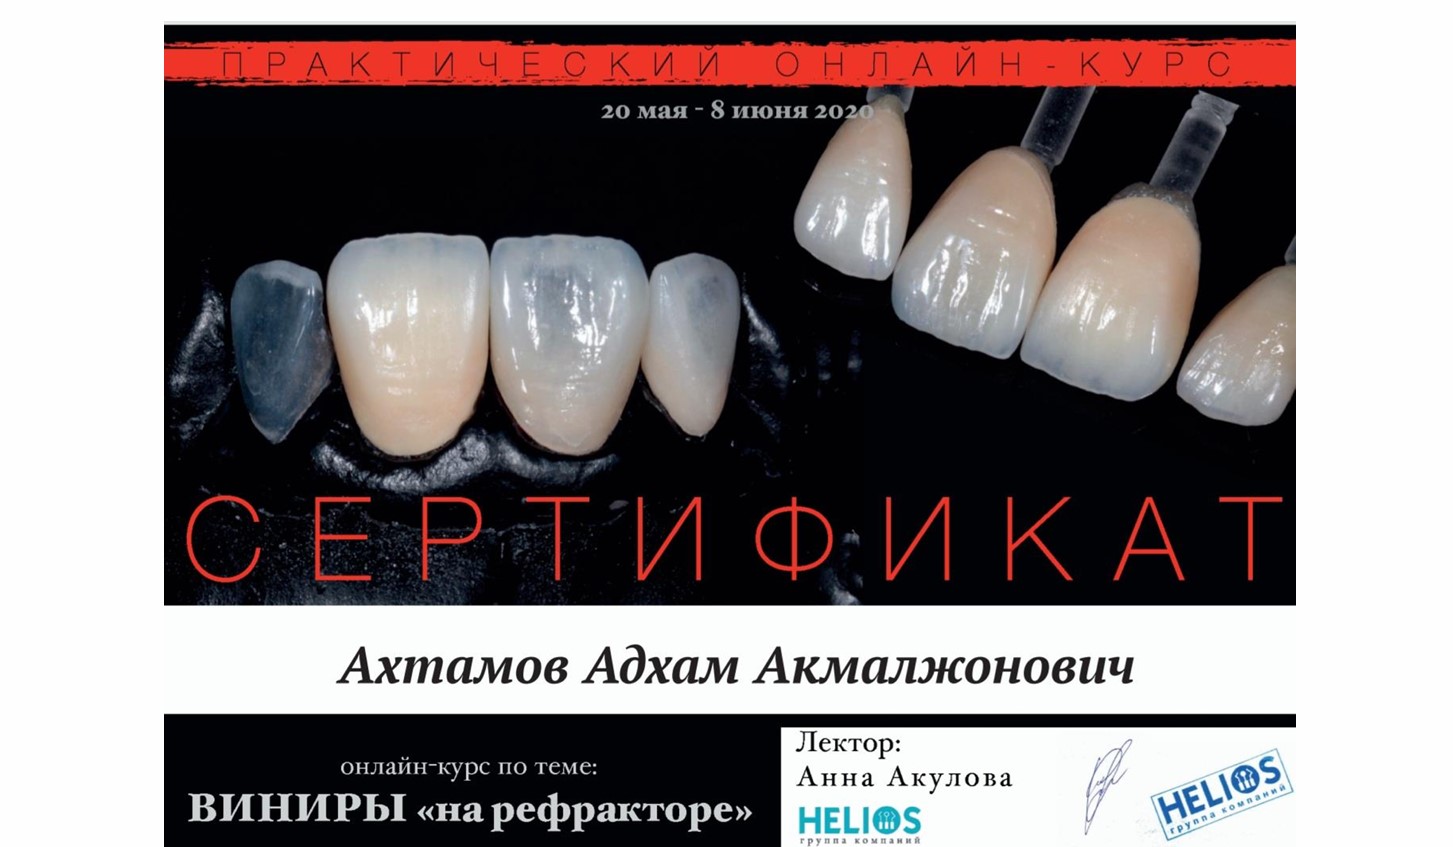 ПРАКТИЧЕСКИЙ ОНЛАЙН-КУРС
20 мая - 8 июня 2020
СЕРТИФИКАТ
Ахтамов Адхам Акмалжонович
онлайн-курс по теме:
ВИНИРЫ «на рефракторе»
Лектор:
Анна Акулова
HELIOS
группа компаний
HELIOS
группа компаний